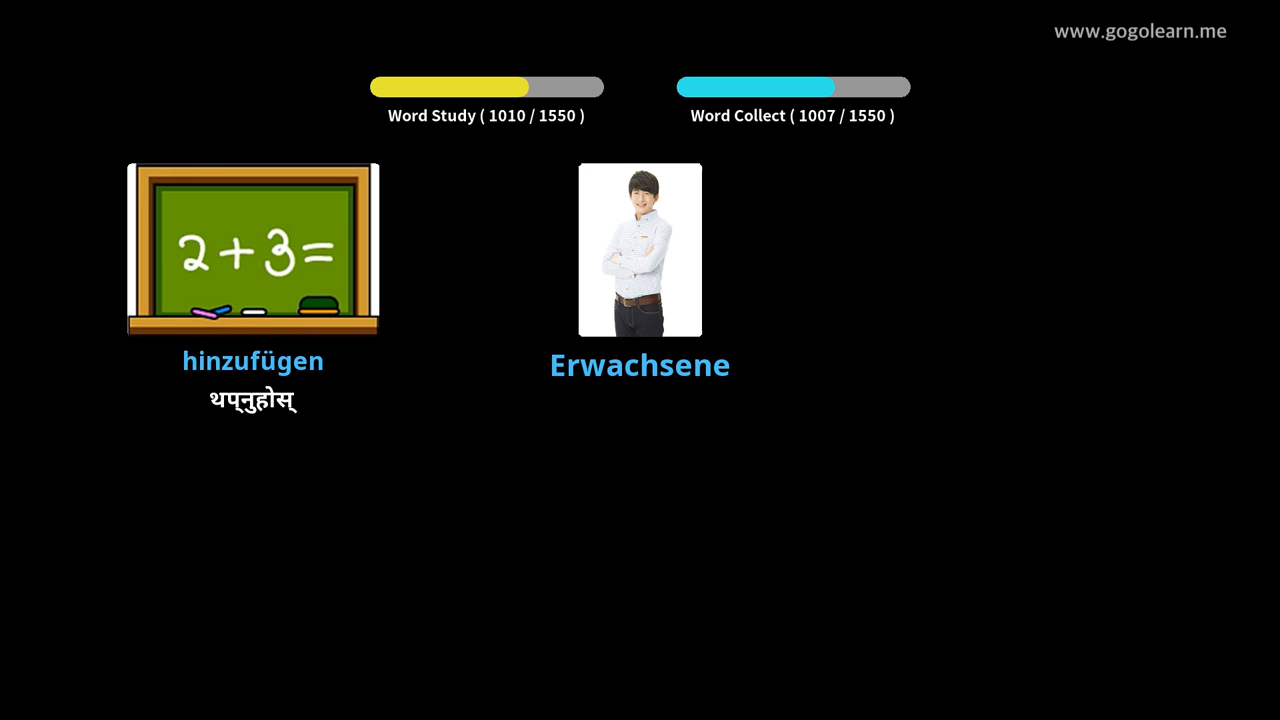 www.gogolearn.me
Word Study ( 1010 / 1550 )
Word Collect ( 1007 / 1550 )
2+3=
hinzufügen
थप्नुहोस्
Erwachsene